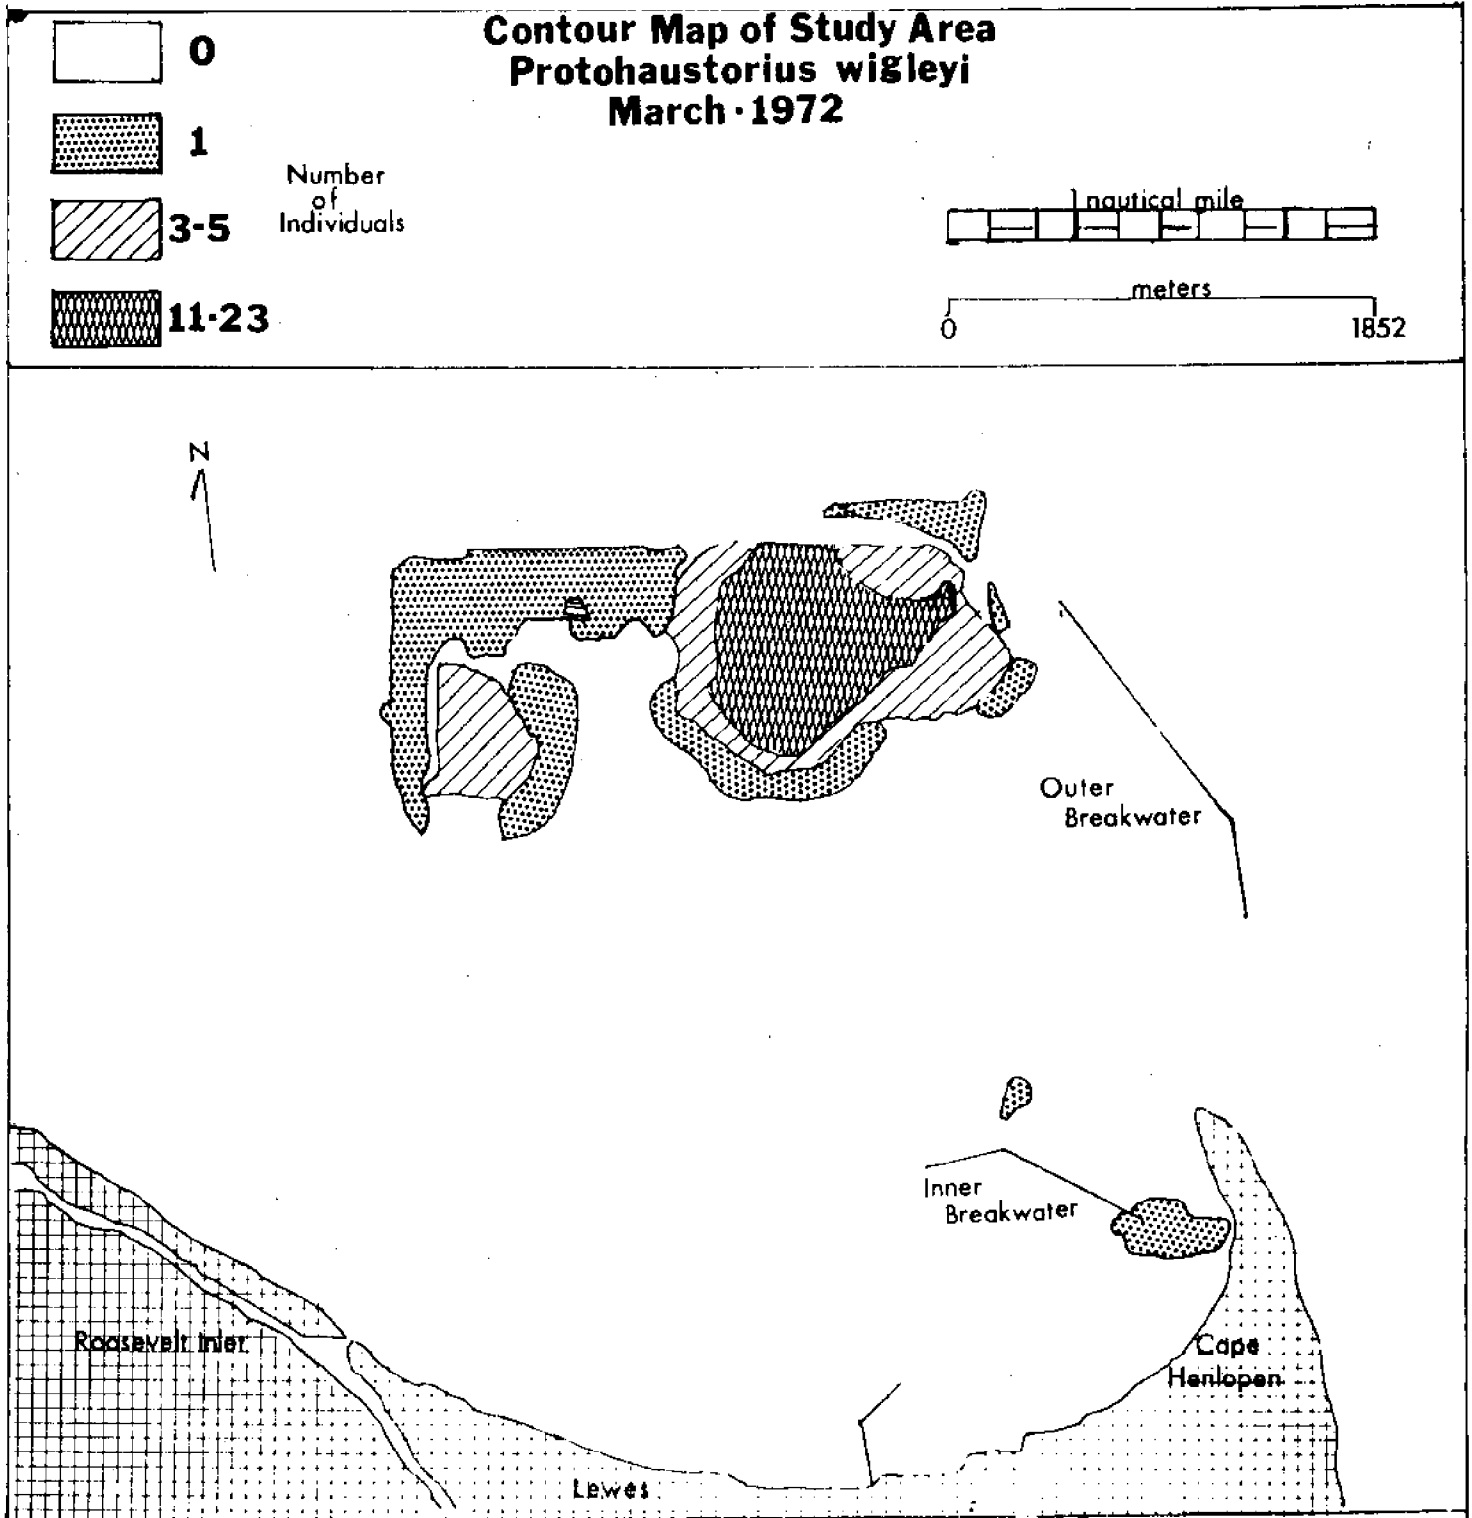 Contour Map of Study Area
Protohaustorius wigleyi
March·1972
0
1
3-5
11-23
Number
of
Individuals
1 nautical mile
meters
0
1852
N
Outer
Breakwater
Inner
Breakwater
Roosevelt Inlet
Cape
Henlopen
Lewes